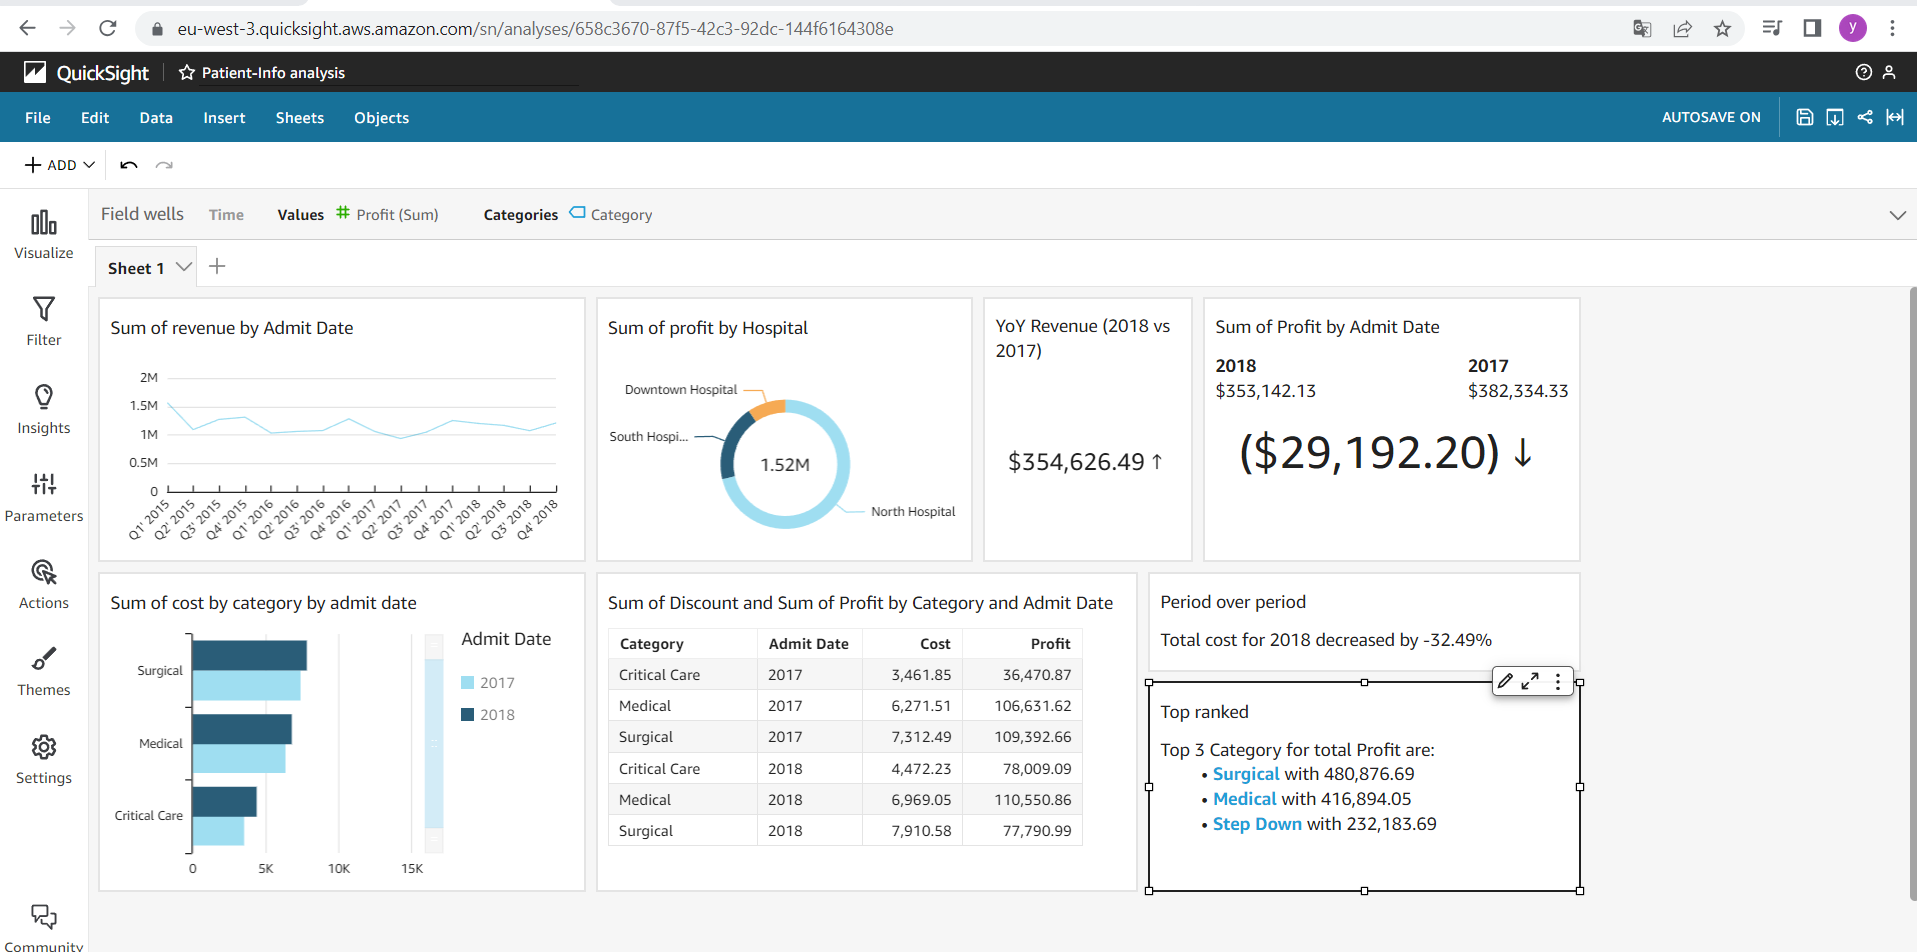 eu-west-3.quicksight.aws.amazon.com/sn/analyses/658c3670-87f5-42c3-92dc-144f6164308e
y
QuickSight
Patient-Info analysis
File Edit Data Insert Sheets Objects
AUTOSAVE ON
ADD
Field wells Time Values Profit (Sum) Categories Category
Visualize
Filter
Insights
Parameters
Actions
Themes
Settings
Community
Sheet 1
Sum of revenue by Admit Date
2M
1.5M
1M
0.5M
0
Q1' 2015 Q2' 2015 Q3' 2015 Q4' 2015 Q1' 2016 Q2' 2016 Q3' 2016 Q4' 2016 Q1' 2017 Q2' 2017 Q3' 2017 Q4' 2017 Q1' 2018 Q2' 2018 Q3' 2018 Q4' 2018
Sum of profit by Hospital
Downtown Hospital
South Hospi...
1.52M
North Hospital
YoY Revenue (2018 vs
2017)
$354,626.49 ↑
Sum of Profit by Admit Date
2018 2017
$353,142.13 $382,334.33
($29,192.20) ↓
Sum of cost by category by admit date
Surgical
Medical
Critical Care
0 5K 10K 15K
Admit Date
2017
2018
Sum of Discount and Sum of Profit by Category and Admit Date
Category Admit Date Cost Profit
Critical Care 2017 3,461.85 36,470.87
Medical 2017 6,271.51 106,631.62
Surgical 2017 7,312.49 109,392.66
Critical Care 2018 4,472.23 78,009.09
Medical 2018 6,969.05 110,550.86
Surgical 2018 7,910.58 77,790.99
Period over period
Total cost for 2018 decreased by -32.49%
Top ranked
Top 3 Category for total Profit are:
• Surgical with 480,876.69
• Medical with 416,894.05
• Step Down with 232,183.69